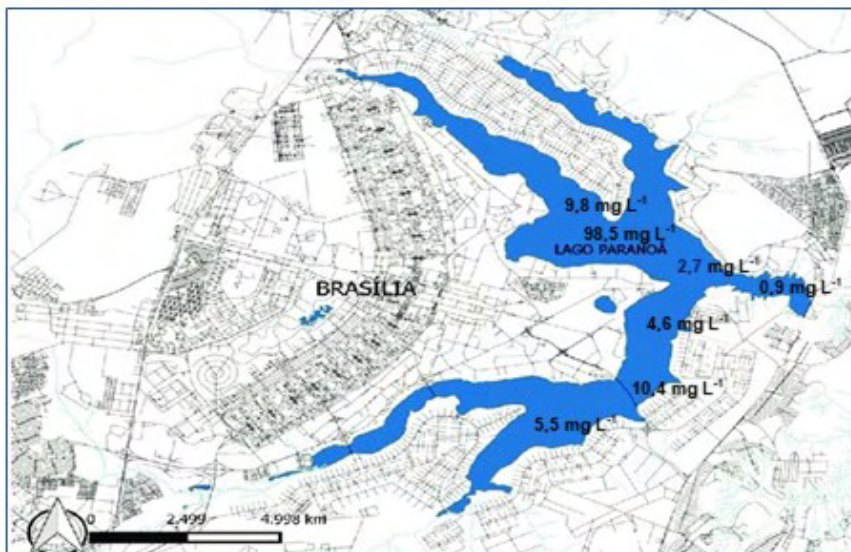 9,8 mg L⁻¹
98,5 mg L⁻¹
LAGO PARANOÁ
2,7 mg L⁻¹
0,9 mg L⁻¹
BRASÍLIA
4,6 mg L⁻¹
10,4 mg L⁻¹
5,5 mg L⁻¹
0 2,499 4.998 km